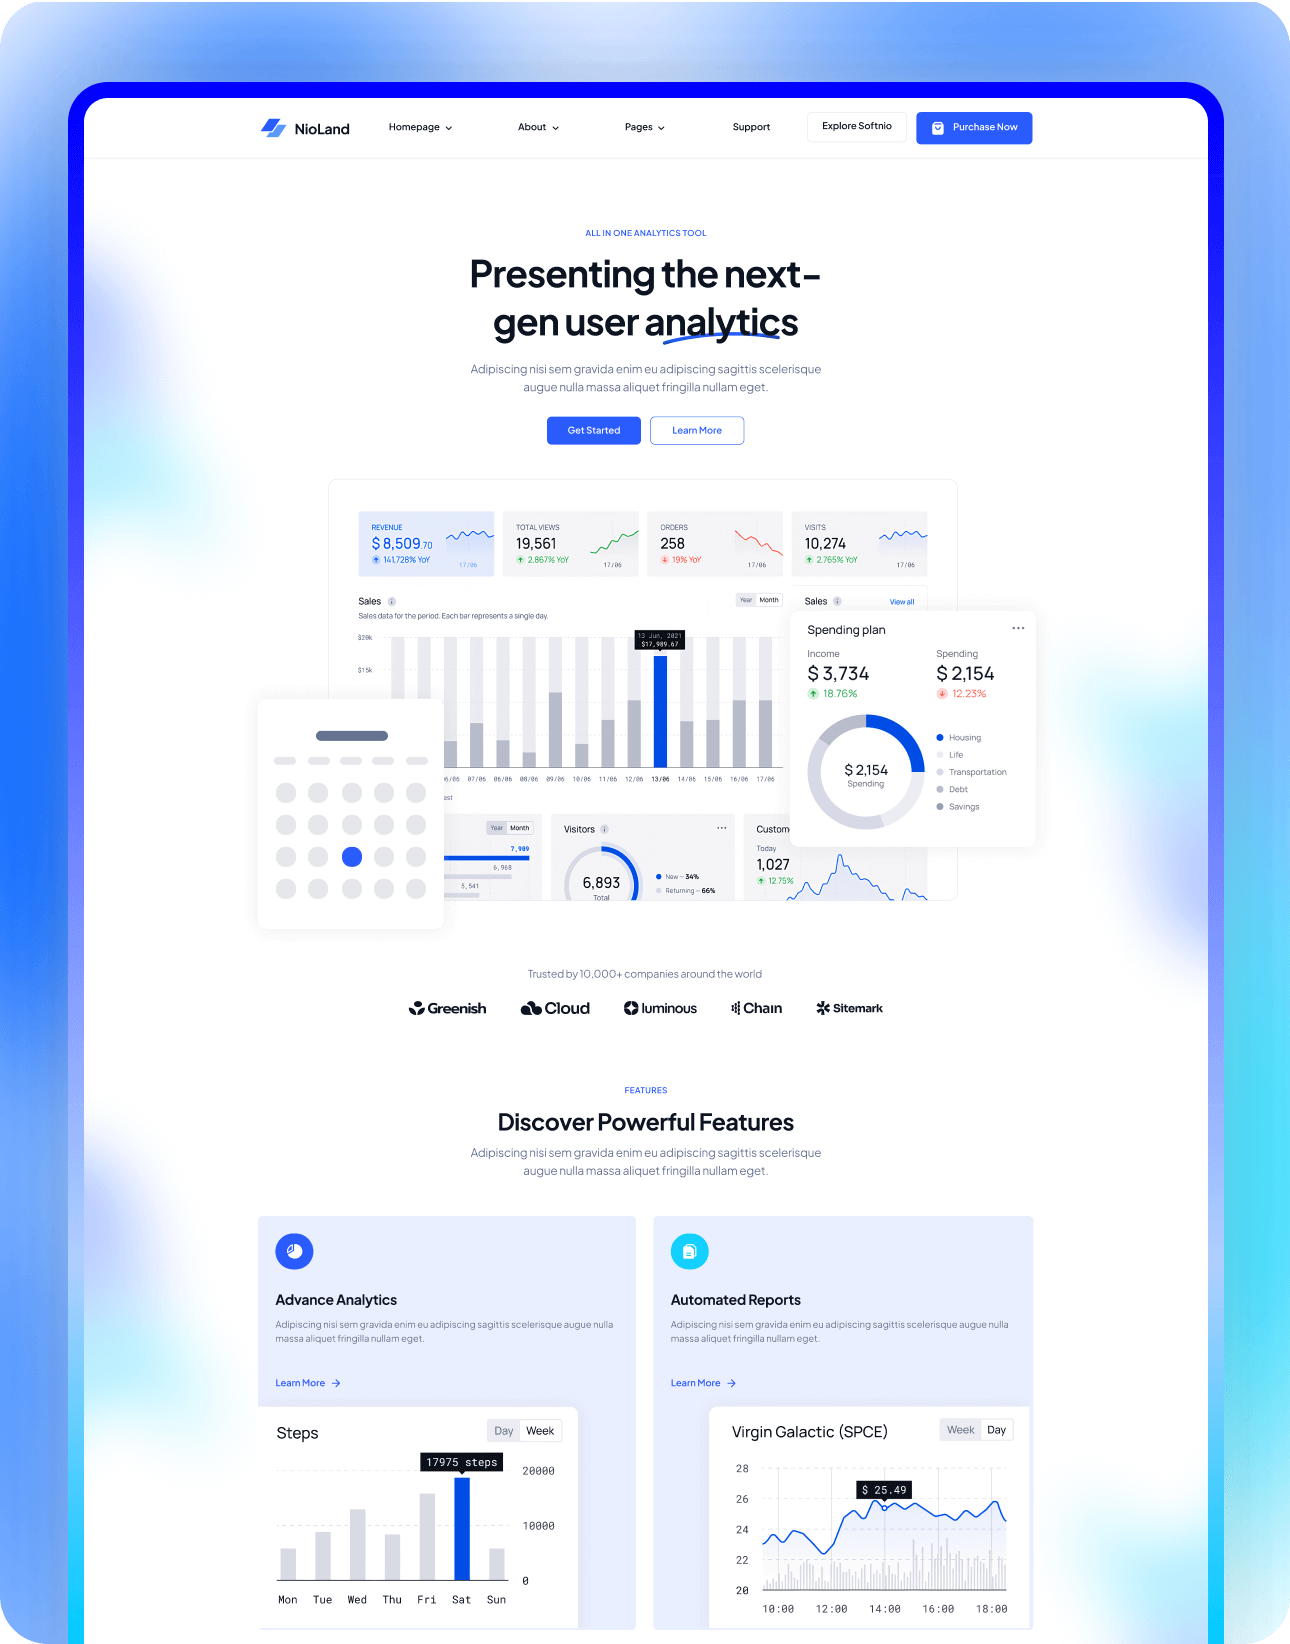 NioLand
Homepage
About
Pages
Support
Explore Softnio
Purchase Now
ALL IN ONE ANALYTICS TOOL
Presenting the next-
gen user analytics
Adipiscing nisi sem gravida enim eu adipiscing sagittis scelerisque
augue nulla massa aliquet fringilla nullam eget.
Get Started
Learn More
REVENUE
$ 8,509.70
141,728% YoY
17/06
TOTAL VIEWS
19,561
2,867% YoY
17/06
ORDERS
258
19% YoY
17/06
VISITS
10,274
2.765% YoY
17/06
Sales
Sales data for the period. Each bar represents a single day.
Year Month
$20k
$15k
13 Jun, 2021
$17,989.67
/06 07/06 06/06 08/06 09/06 10/06 11/06 12/06 13/06 14/06 15/06 16/06 17/06
est
Sales
View all
Spending plan
Income
$ 3,734
18.76%
Spending
$ 2,154
12.23%
$ 2,154
Spending
Housing
Life
Transportation
Debt
Savings
Year Month
7,989
6,968
5,541
Visitors
6,893
Total
New – 34%
Returning – 66%
Custom
Today
1,027
12.75%
Trusted by 10,000+ companies around the world
Greenish
Cloud
luminous
Chain
Sitemark
FEATURES
Discover Powerful Features
Adipiscing nisi sem gravida enim eu adipiscing sagittis scelerisque
augue nulla massa aliquet fringilla nullam eget.
Advance Analytics
Adipiscing nisi sem gravida enim eu adipiscing sagittis scelerisque augue nulla
massa aliquet fringilla nullam eget.
Learn More
Steps
Day Week
17975 steps
20000
10000
0
Mon Tue Wed Thu Fri Sat Sun
Automated Reports
Adipiscing nisi sem gravida enim eu adipiscing sagittis scelerisque augue nulla
massa aliquet fringilla nullam eget.
Learn More
Virgin Galactic (SPCE)
Week Day
$ 25.49
28
26
24
22
20
10:00 12:00 14:00 16:00 18:00